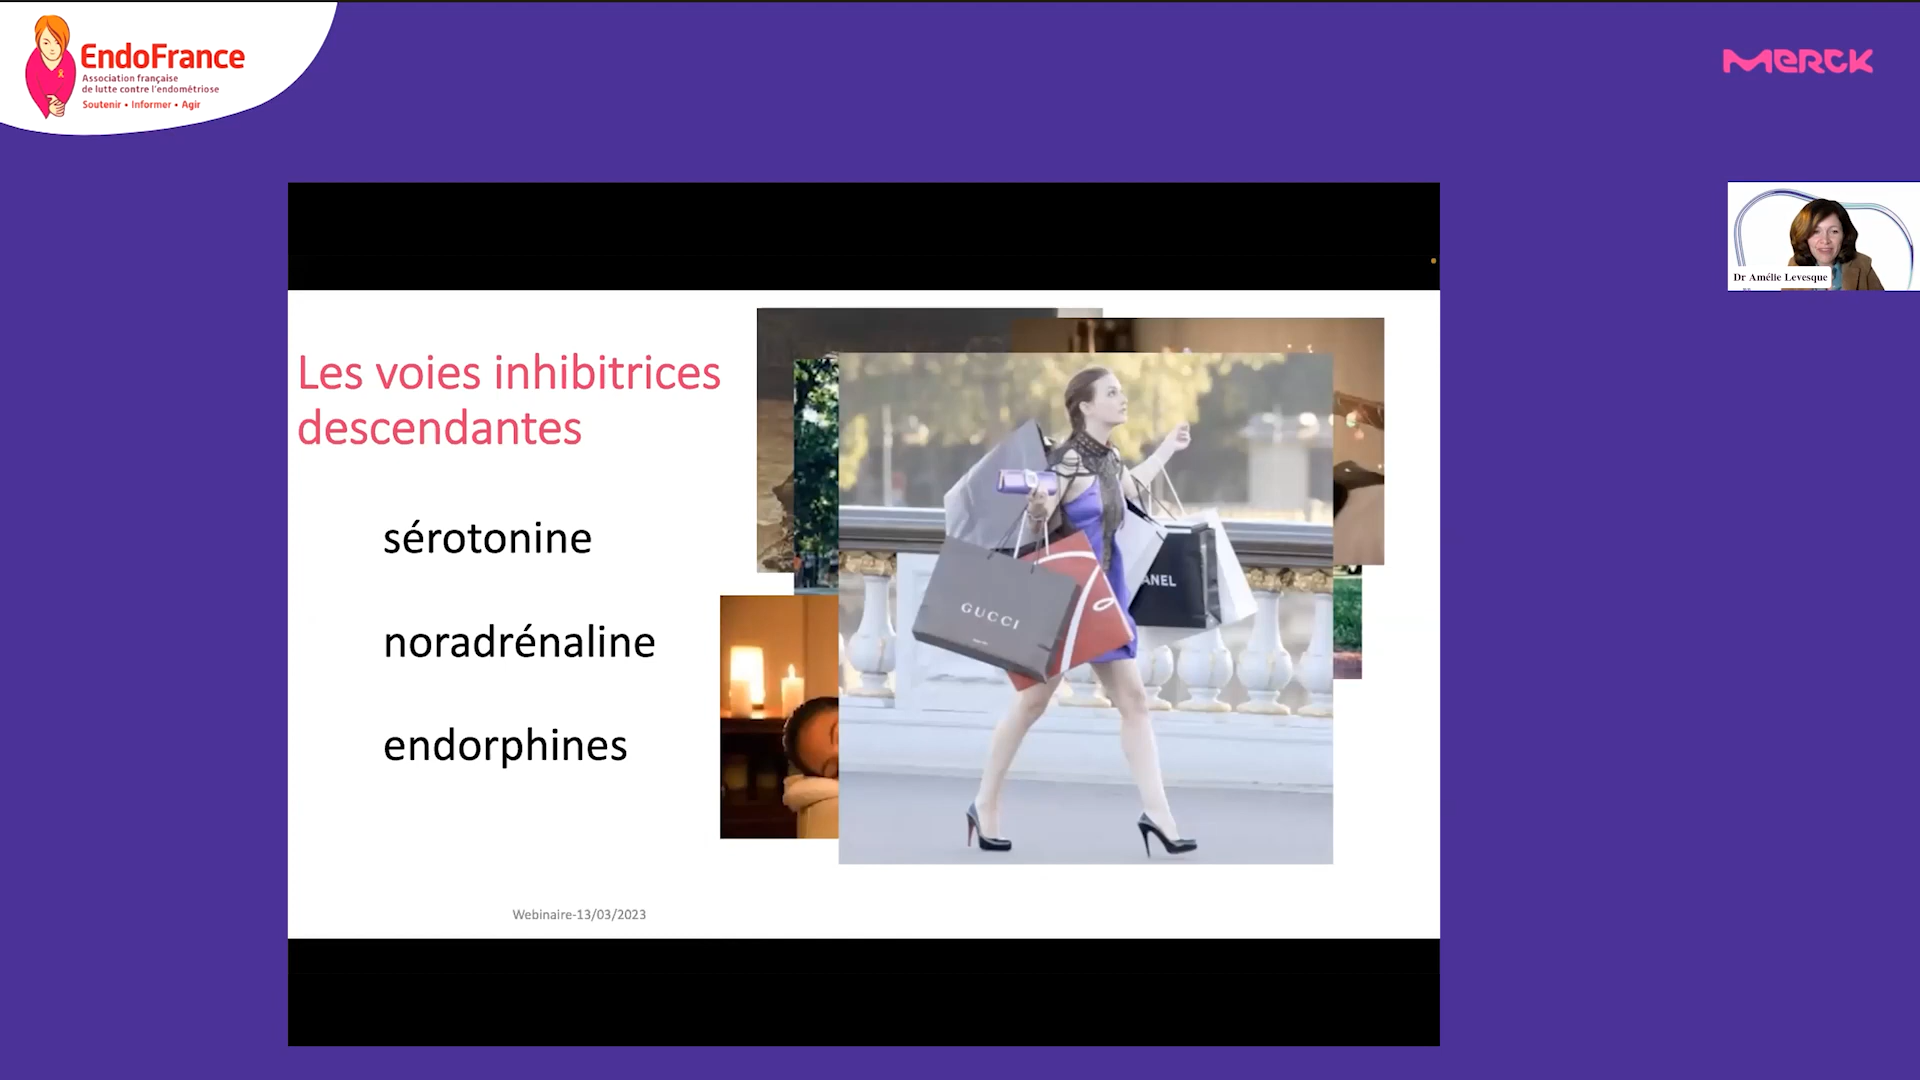 EndoFrance
Association française
de lutte contre l'endométriose
Soutenir • Informer • Agir
MERCK
Dr Amélie Levesque
Les voies inhibitrices
descendantes
sérotonine
noradrénaline
endorphines
GUCCI
ANEL
Webinaire-13/03/2023